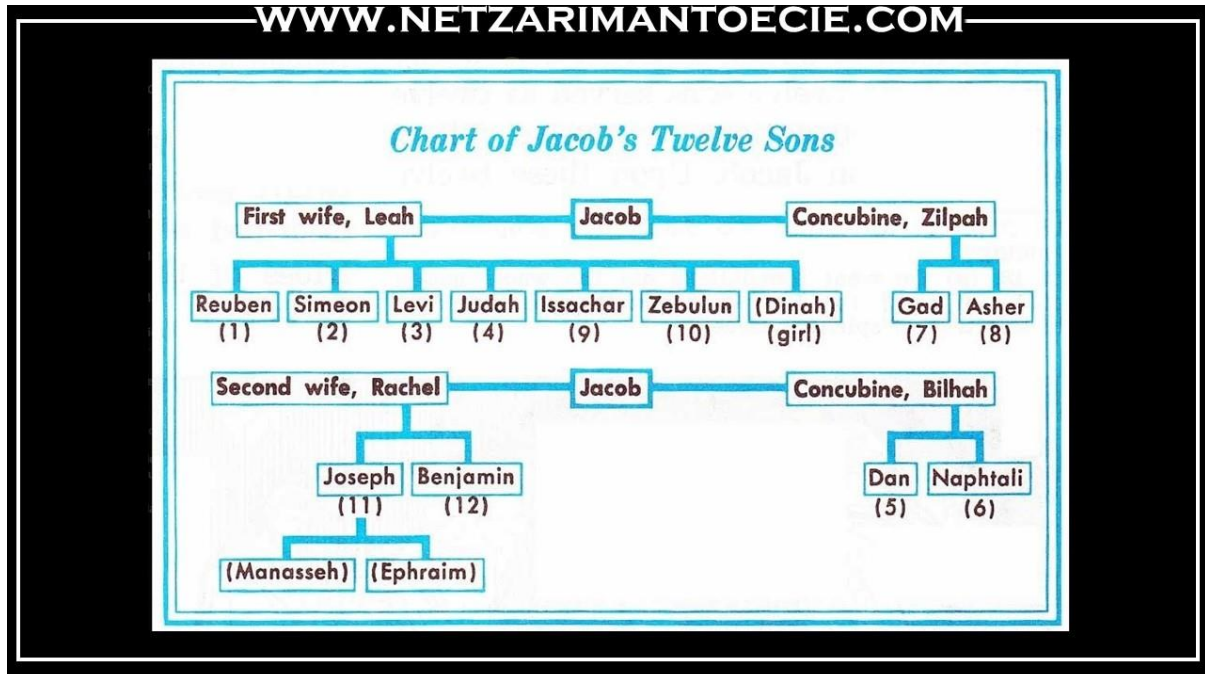 WWW.NETZARIMANTOECIE.COM
Chart of Jacob's Twelve Sons
First wife, Leah Jacob Concubine, Zilpah
Reuben Simeon Levi Judah Issachar Zebulun (Dinah) Gad Asher
(1) (2) (3) (4) (9) (10) (girl) (7) (8)
Second wife, Rachel Jacob Concubine, Bilhah
Joseph Benjamin Dan Naphtali
(11) (12) (5) (6)
(Manasseh) (Ephraim)